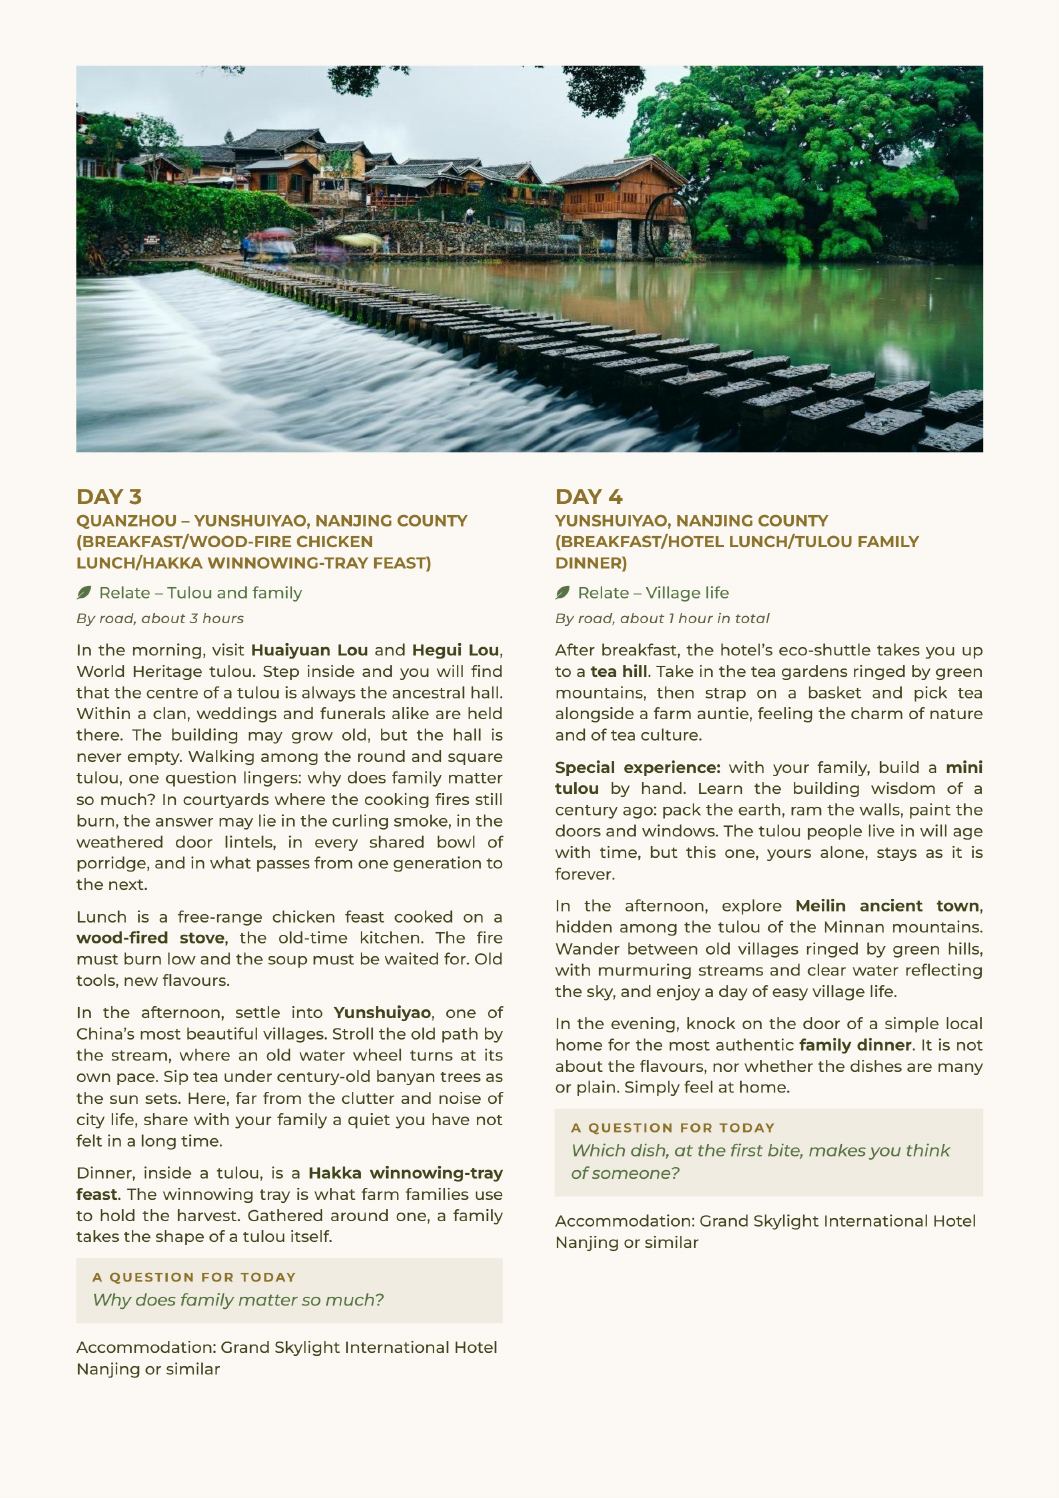 DAY 3
QUANZHOU – YUNSHUIYAO, NANJING COUNTY
(BREAKFAST/WOOD-FIRE CHICKEN
LUNCH/HAKKA WINNOWING-TRAY FEAST)
Relate – Tulou and family
By road, about 3 hours
In the morning, visit Huaiyuan Lou and Hegui Lou,
World Heritage tulou. Step inside and you will find
that the centre of a tulou is always the ancestral hall.
Within a clan, weddings and funerals alike are held
there. The building may grow old, but the hall is
never empty. Walking among the round and square
tulou, one question lingers: why does family matter
so much? In courtyards where the cooking fires still
burn, the answer may lie in the curling smoke, in the
weathered door lintels, in every shared bowl of
porridge, and in what passes from one generation to
the next.
Lunch is a free-range chicken feast cooked on a
wood-fired stove, the old-time kitchen. The fire
must burn low and the soup must be waited for. Old
tools, new flavours.
In the afternoon, settle into Yunshuiyao, one of
China’s most beautiful villages. Stroll the old path by
the stream, where an old water wheel turns at its
own pace. Sip tea under century-old banyan trees as
the sun sets. Here, far from the clutter and noise of
city life, share with your family a quiet you have not
felt in a long time.
Dinner, inside a tulou, is a Hakka winnowing-tray
feast. The winnowing tray is what farm families use
to hold the harvest. Gathered around one, a family
takes the shape of a tulou itself.
A QUESTION FOR TODAY
Why does family matter so much?
Accommodation: Grand Skylight International Hotel
Nanjing or similar
DAY 4
YUNSHUIYAO, NANJING COUNTY
(BREAKFAST/HOTEL LUNCH/TULOU FAMILY
DINNER)
Relate – Village life
By road, about 1 hour in total
After breakfast, the hotel’s eco-shuttle takes you up
to a tea hill. Take in the tea gardens ringed by green
mountains, then strap on a basket and pick tea
alongside a farm auntie, feeling the charm of nature
and of tea culture.
Special experience: with your family, build a mini
tulou by hand. Learn the building wisdom of a
century ago: pack the earth, ram the walls, paint the
doors and windows. The tulou people live in will age
with time, but this one, yours alone, stays as it is
forever.
In the afternoon, explore Meilin ancient town,
hidden among the tulou of the Minnan mountains.
Wander between old villages ringed by green hills,
with murmuring streams and clear water reflecting
the sky, and enjoy a day of easy village life.
In the evening, knock on the door of a simple local
home for the most authentic family dinner. It is not
about the flavours, nor whether the dishes are many
or plain. Simply feel at home.
A QUESTION FOR TODAY
Which dish, at the first bite, makes you think
of someone?
Accommodation: Grand Skylight International Hotel
Nanjing or similar